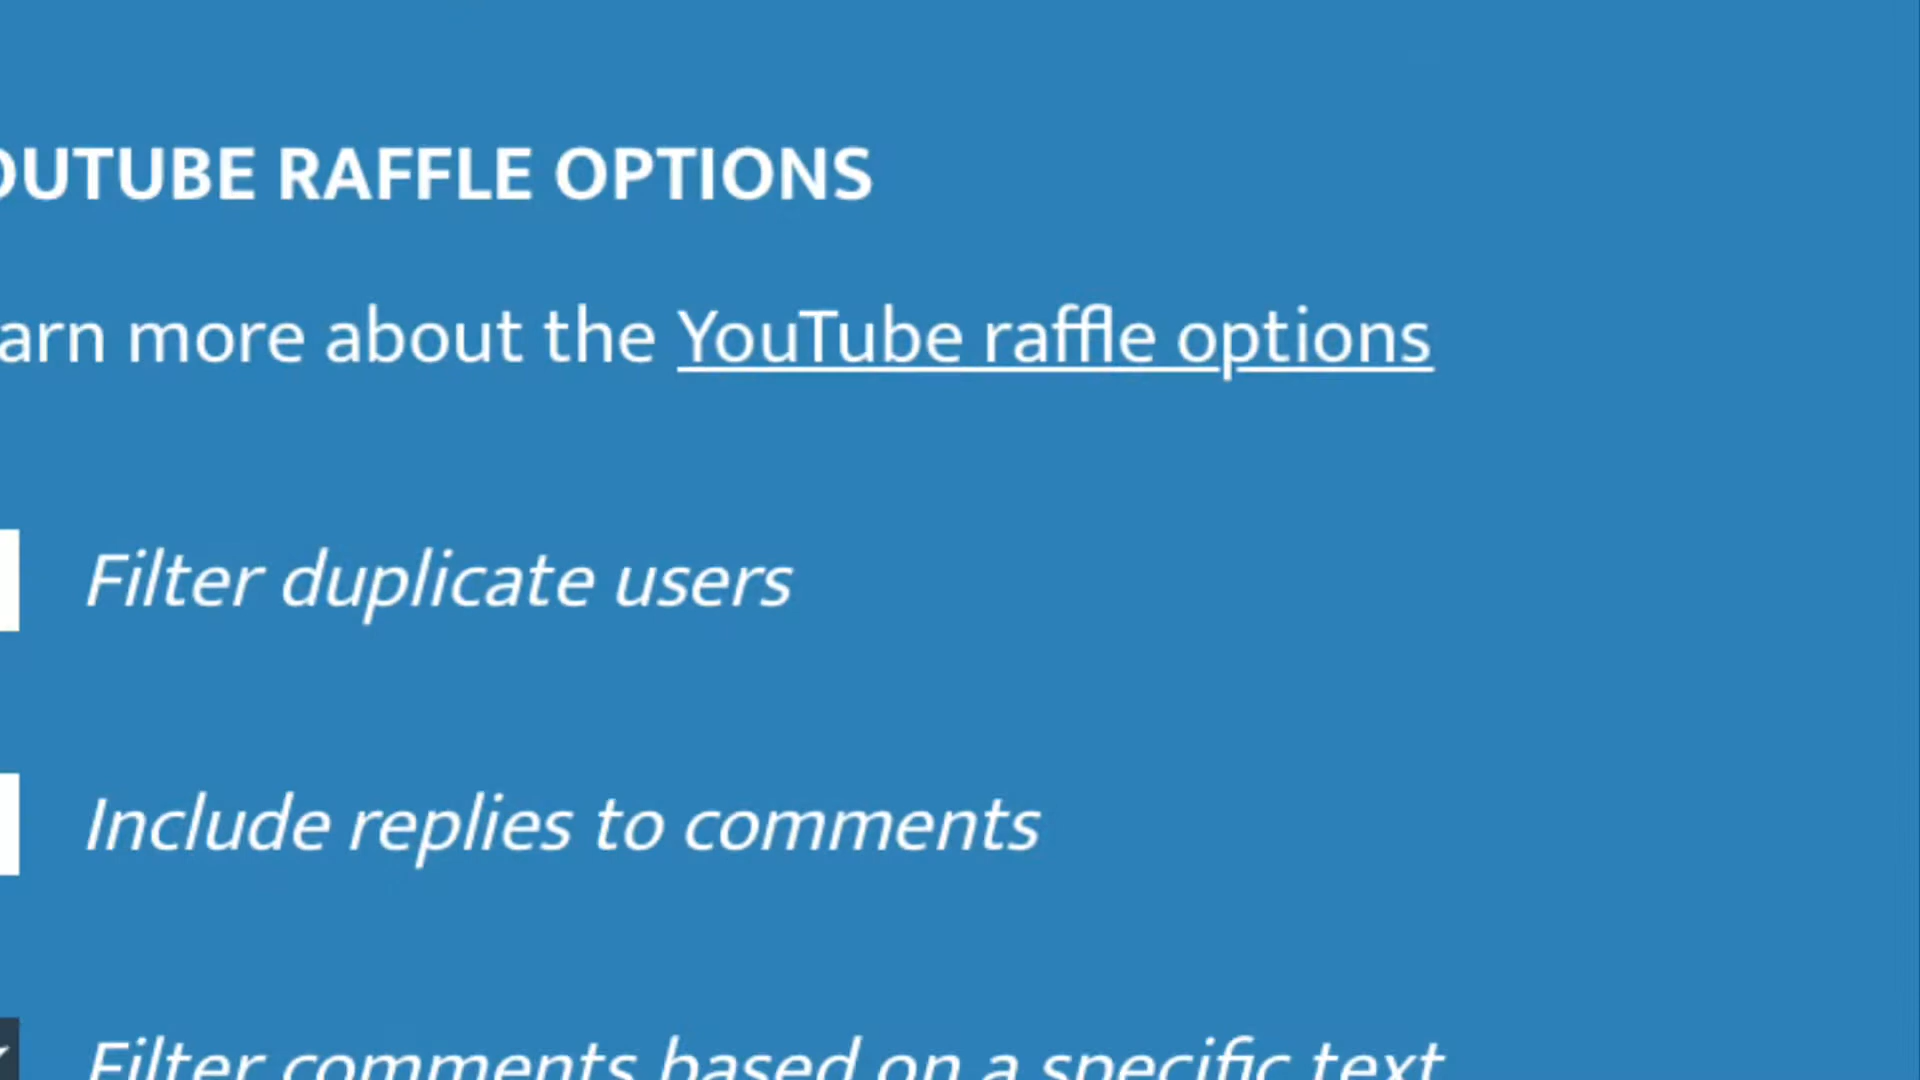 OUTUBE RAFFLE OPTIONS
arn more about the YouTube raffle options
Filter duplicate users
Include replies to comments
Filter comments based on a specific text